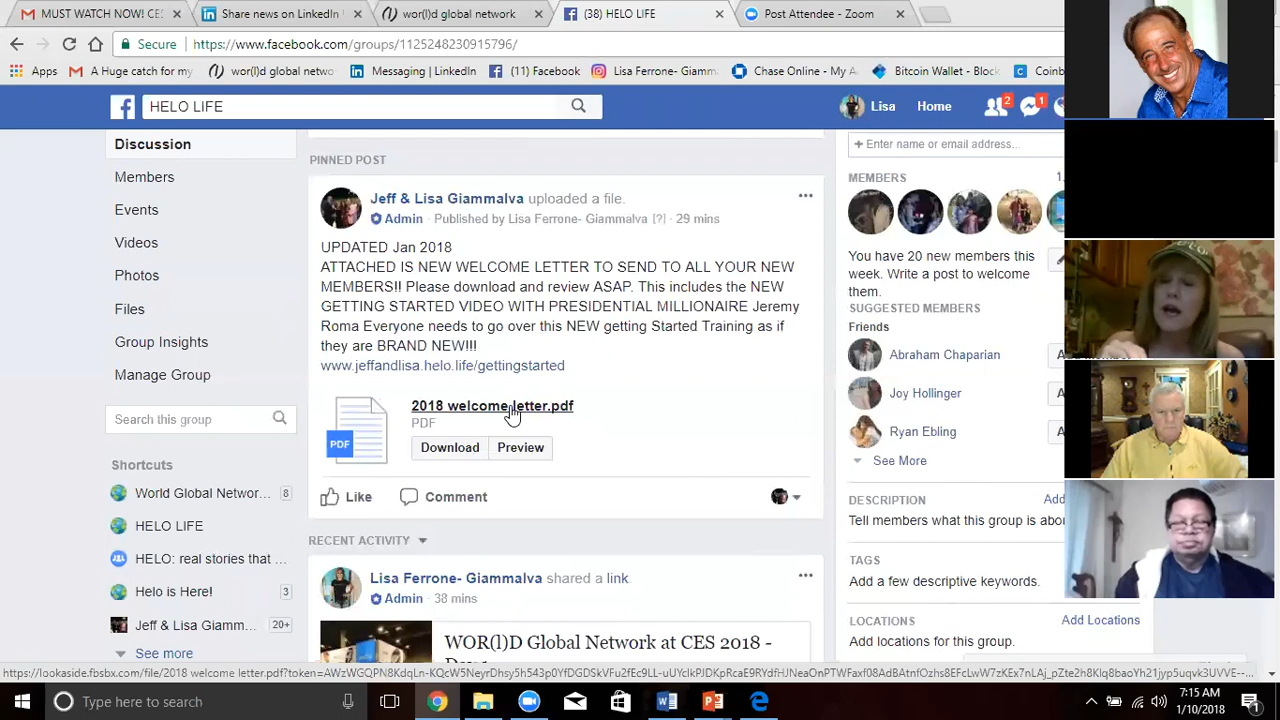 MUST WATCH NOW! CES
Share news on LinkedIn
wor(l)d global network
(38) HELO LIFE
Post Attendee - Zoom
Secure
https://www.facebook.com/groups/1125248230915796/
Apps
A Huge catch for my
wor(l)d global netwo
Messaging | LinkedIn
(11) Facebook
Lisa Ferrone- Giamm
Chase Online - My A
Bitcoin Wallet - Block
Coinb
HELO LIFE
Lisa
Home
2
1
Discussion
Members
Events
Videos
Photos
Files
Group Insights
Manage Group
Search this group
Shortcuts
World Global Networ... 8
HELO LIFE
HELO: real stories that ...
Helo is Here! 3
Jeff & Lisa Giamm... 20+
See more
PINNED POST
Jeff & Lisa Giammalva uploaded a file.
Admin · Published by Lisa Ferrone- Giammalva [?] · 29 mins
UPDATED Jan 2018
ATTACHED IS NEW WELCOME LETTER TO SEND TO ALL YOUR NEW
MEMBERS!! Please download and review ASAP. This includes the NEW
GETTING STARTED VIDEO WITH PRESIDENTIAL MILLIONAIRE Jeremy
Roma Everyone needs to go over this NEW getting Started Training as if
they are BRAND NEW!!!
www.jeffandlisa.helo.life/gettingstarted
PDF
2018 welcome letter.pdf
PDF
Download
Preview
Like
Comment
RECENT ACTIVITY
Lisa Ferrone- Giammalva shared a link.
Admin · 38 mins
WOR(l)D Global Network at CES 2018 -
+ Enter name or email address...
MEMBERS
You have 20 new members this
week. Write a post to welcome
them.
SUGGESTED MEMBERS
Friends
Abraham Chaparian
Joy Hollinger
Ryan Ebling
See More
DESCRIPTION
Tell members what this group is abou
TAGS
Add a few descriptive keywords.
LOCATIONS
Add Locations
Add locations for this group.
Type here to search
7:15 AM
1/10/2018
1